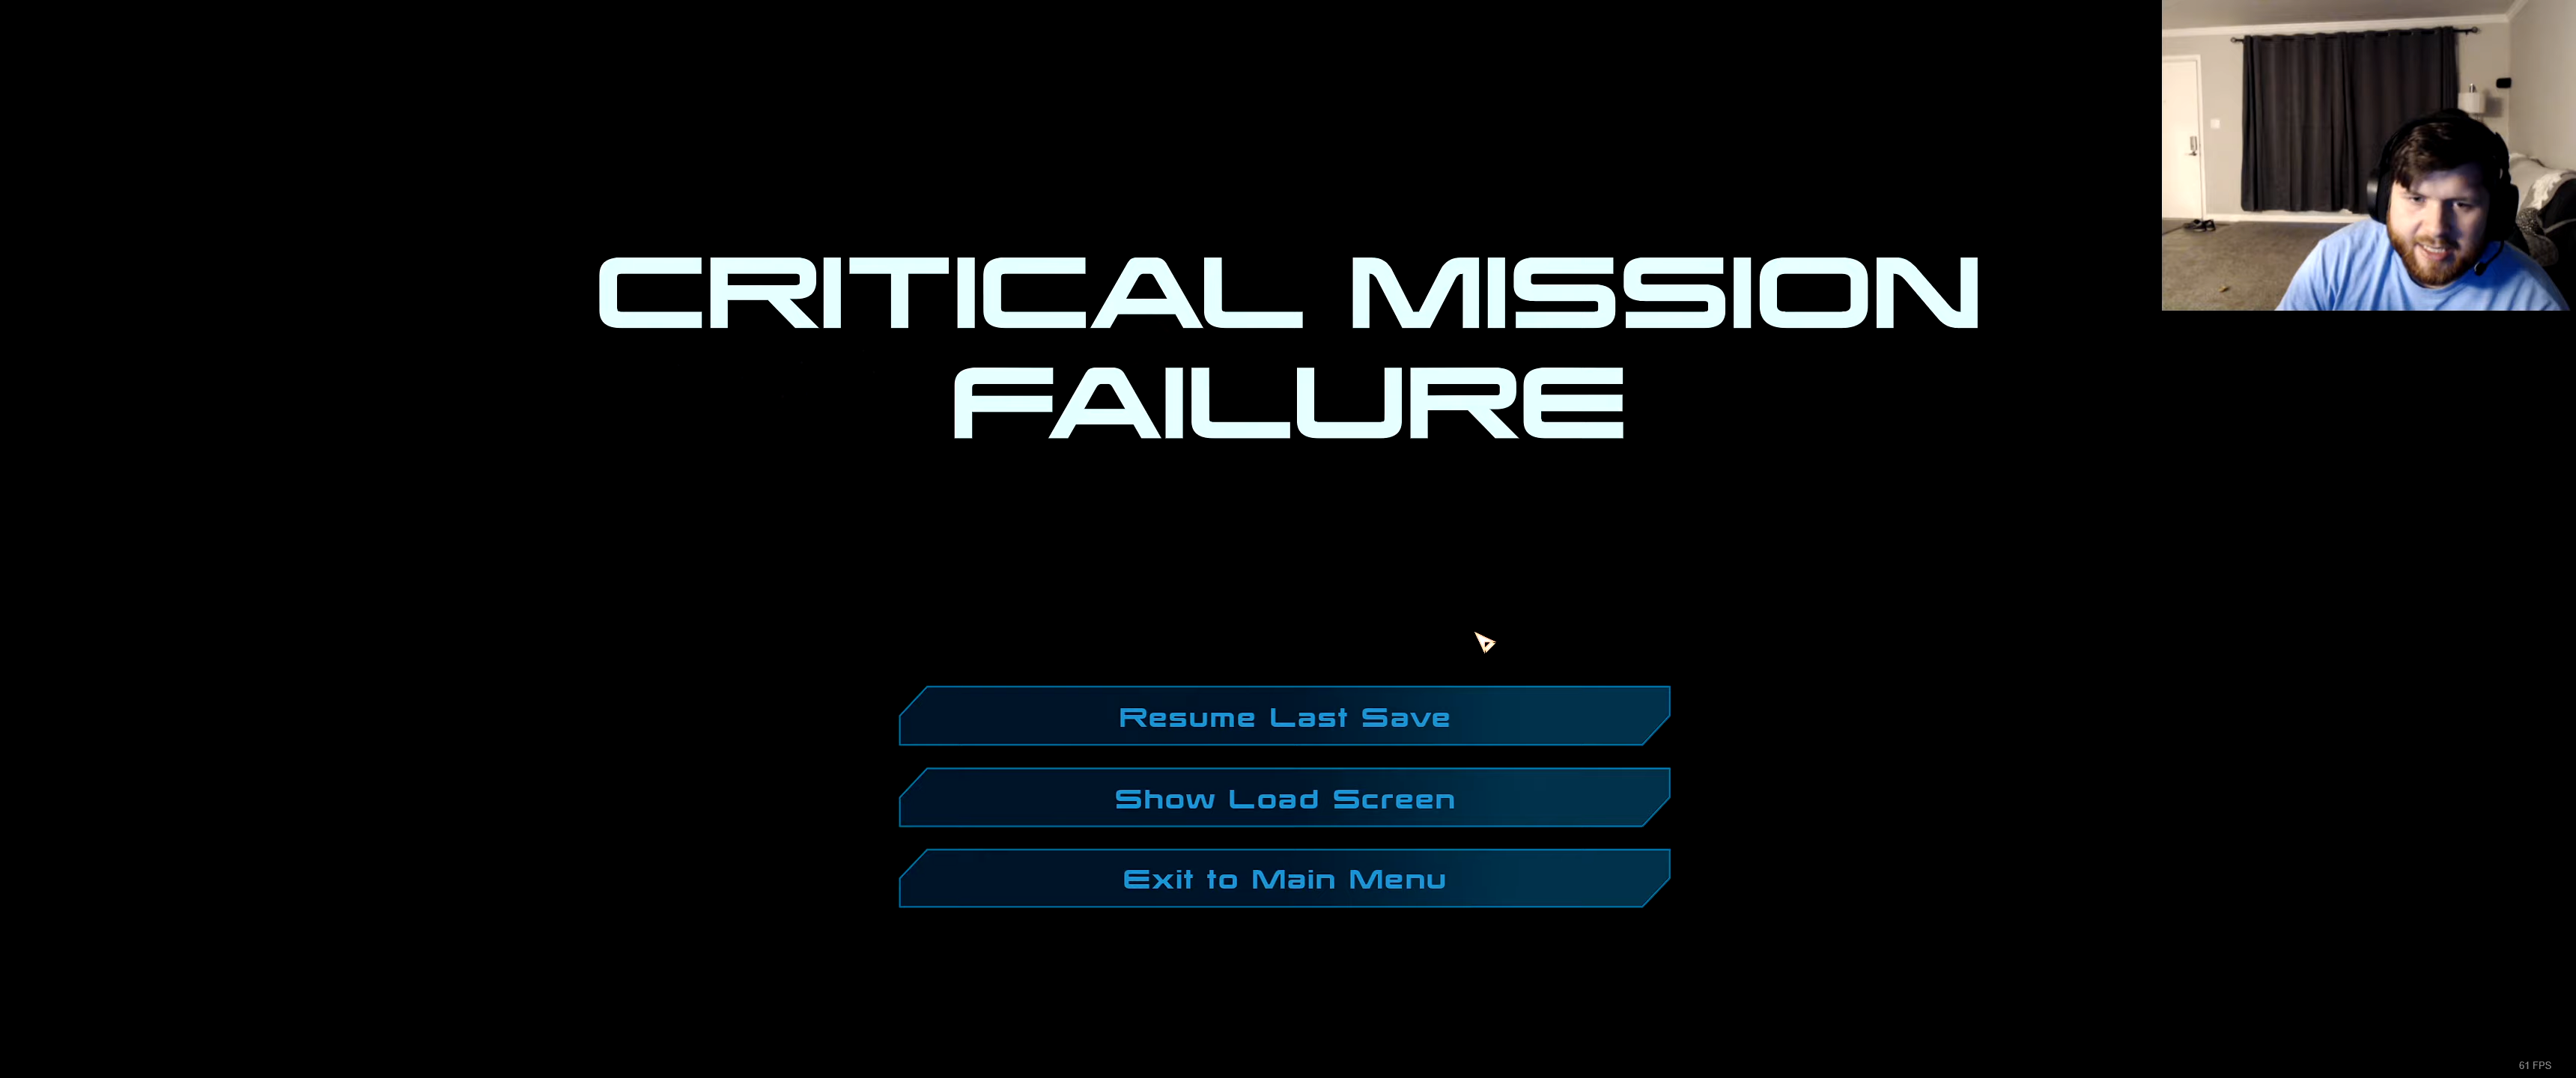 CRITICAL MISSION
FAILURE
Resume Last Save
Show Load Screen
Exit to Main Menu
61 FPS